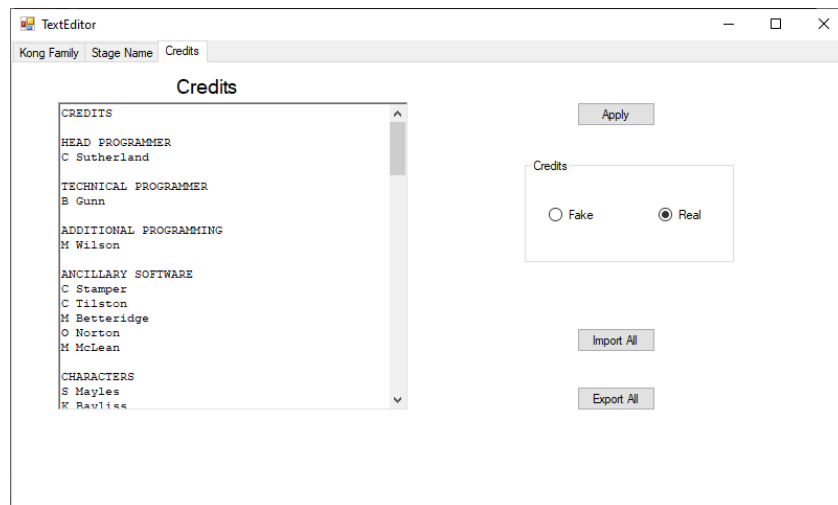 TextEditor
Kong Family
Stage Name
Credits
Credits
CREDITS
HEAD PROGRAMMER
C Sutherland
TECHNICAL PROGRAMMER
B Gunn
ADDITIONAL PROGRAMMING
M Wilson
ANCILLARY SOFTWARE
C Stamper
C Tilston
M Betteridge
O Norton
M McLean
CHARACTERS
S Mayles
K Bayliss
Apply
Credits
Fake
Real
Import All
Export All